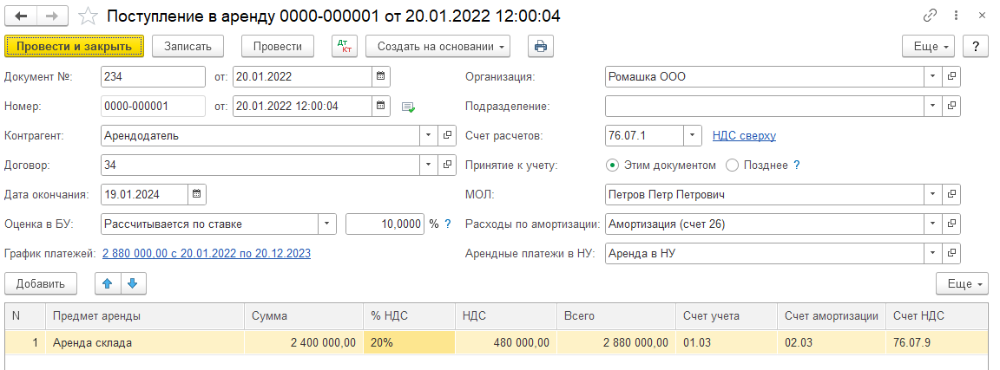 Поступление в аренду 0000-000001 от 20.01.2022 12:00:04
Провести и закрыть Записать Провести Дт Кт Создать на основании Еще ?
Документ №: 234 от: 20.01.2022 Организация: Ромашка ООО
Номер: 0000-000001 от: 20.01.2022 12:00:04 Подразделение:
Контрагент: Арендодатель Счет расчетов: 76.07.1 НДС сверху
Договор: 34 Принятие к учету: Этим документом Позднее ?
Дата окончания: 19.01.2024 МОЛ: Петров Петр Петрович
Оценка в БУ: Рассчитывается по ставке 10,0000 % ? Расходы по амортизации: Амортизация (счет 26)
График платежей: 2 880 000,00 с 20.01.2022 по 20.12.2023 Арендные платежи в НУ: Аренда в НУ
Добавить Еще
N Предмет аренды Сумма % НДС НДС Всего Счет учета Счет амортизации Счет НДС
1 Аренда склада 2 400 000,00 20% 480 000,00 2 880 000,00 01.03 02.03 76.07.9